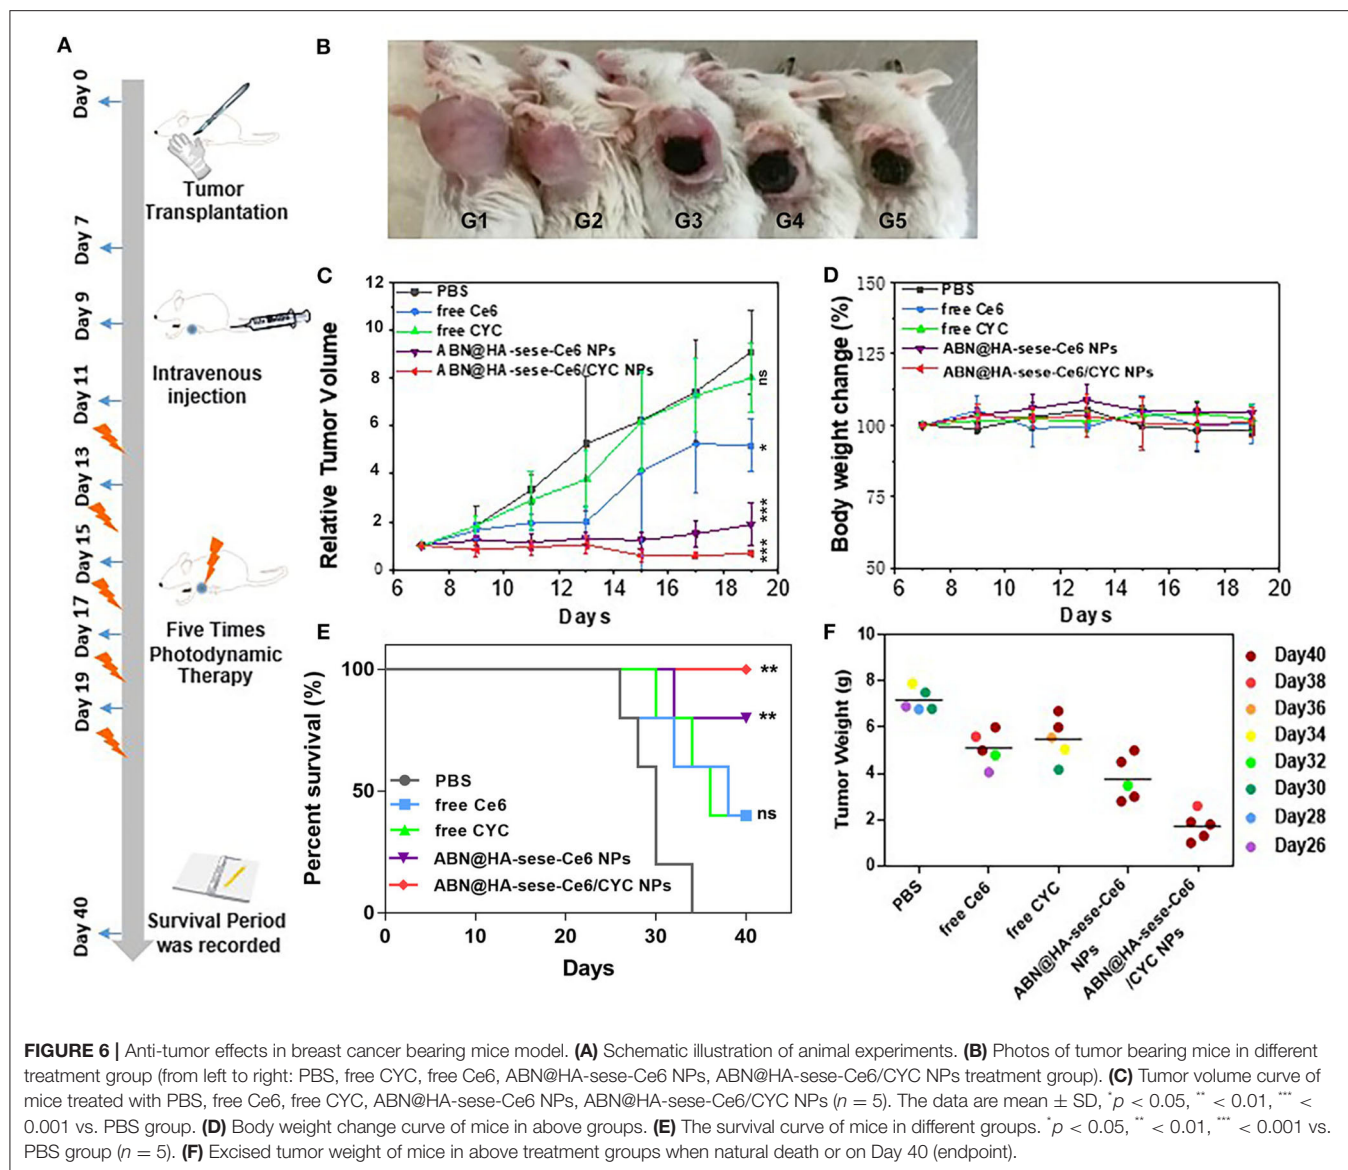 A
Day 0
Tumor
Transplantation
Day 7
Day 9
Intravenous
injection
Day 11
Day 13
Day 15
Day 17
Five Times
Photodynamic
Therapy
Day 19
Day 40
Survival Period
was recorded
B
G1 G2 G3 G4 G5
C
Relative Tumor Volume
12
10
8
6
4
2
0
PBS
free Ce6
free CYC
ABN@HA-sese-Ce6 NPs
ABN@HA-sese-Ce6/CYC NPs
ns
*
***
***
6 8 10 12 14 16 18 20
Days
D
Body weight change (%)
150
125
100
75
50
PBS
free Ce6
free CYC
ABN@HA-sese-Ce6 NPs
ABN@HA-sese-Ce6/CYC NPs
6 8 10 12 14 16 18 20
Days
E
Percent survival (%)
100
50
0
**
**
ns
PBS
free Ce6
free CYC
ABN@HA-sese-Ce6 NPs
ABN@HA-sese-Ce6/CYC NPs
0 10 20 30 40
Days
F
Tumor Weight (g)
10
8
6
4
2
0
PBS
free Ce6
free CYC
ABN@HA-sese-Ce6
NPs
ABN@HA-sese-Ce6
/CYC NPs
Day40
Day38
Day36
Day34
Day32
Day30
Day28
Day26
FIGURE 6 | Anti-tumor effects in breast cancer bearing mice model. (A) Schematic illustration of animal experiments. (B) Photos of tumor bearing mice in different
treatment group (from left to right: PBS, free CYC, free Ce6, ABN@HA-sese-Ce6 NPs, ABN@HA-sese-Ce6/CYC NPs treatment group). (C) Tumor volume curve of
mice treated with PBS, free Ce6, free CYC, ABN@HA-sese-Ce6 NPs, ABN@HA-sese-Ce6/CYC NPs (n = 5). The data are mean ± SD, *p < 0.05, ** < 0.01, *** <
0.001 vs. PBS group. (D) Body weight change curve of mice in above groups. (E) The survival curve of mice in different groups. *p < 0.05, ** < 0.01, *** < 0.001 vs.
PBS group (n = 5). (F) Excised tumor weight of mice in above treatment groups when natural death or on Day 40 (endpoint).